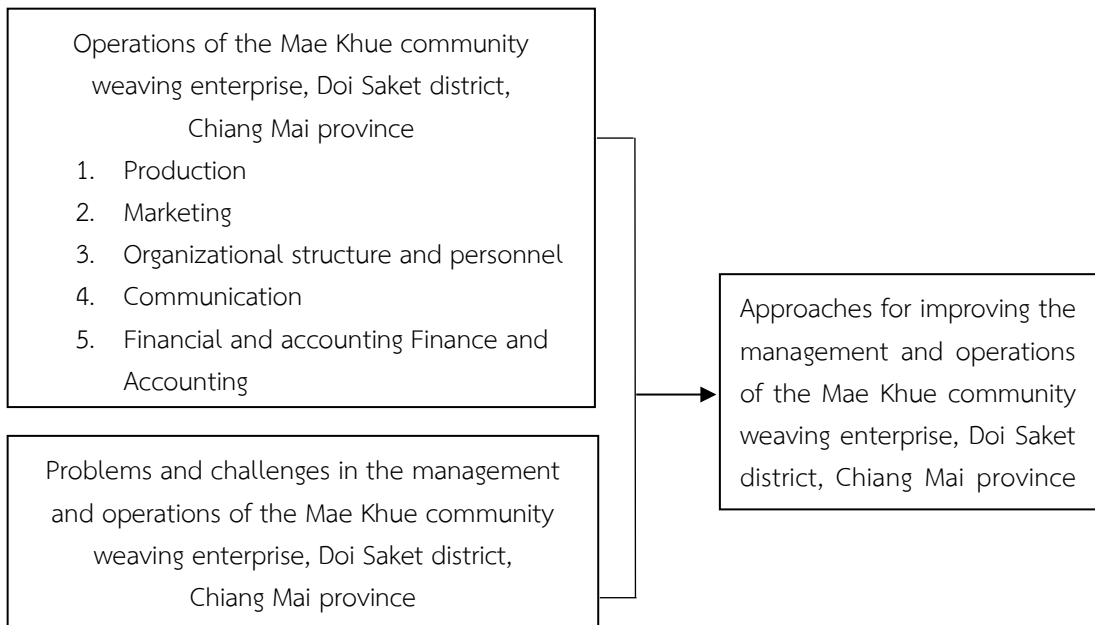 Operations of the Mae Khue community
weaving enterprise, Doi Saket district,
Chiang Mai province
1. Production
2. Marketing
3. Organizational structure and personnel
4. Communication
5. Financial and accounting Finance and
Accounting
Problems and challenges in the management
and operations of the Mae Khue community
weaving enterprise, Doi Saket district,
Chiang Mai province
Approaches for improving the
management and operations
of the Mae Khue community
weaving enterprise, Doi Saket
district, Chiang Mai province